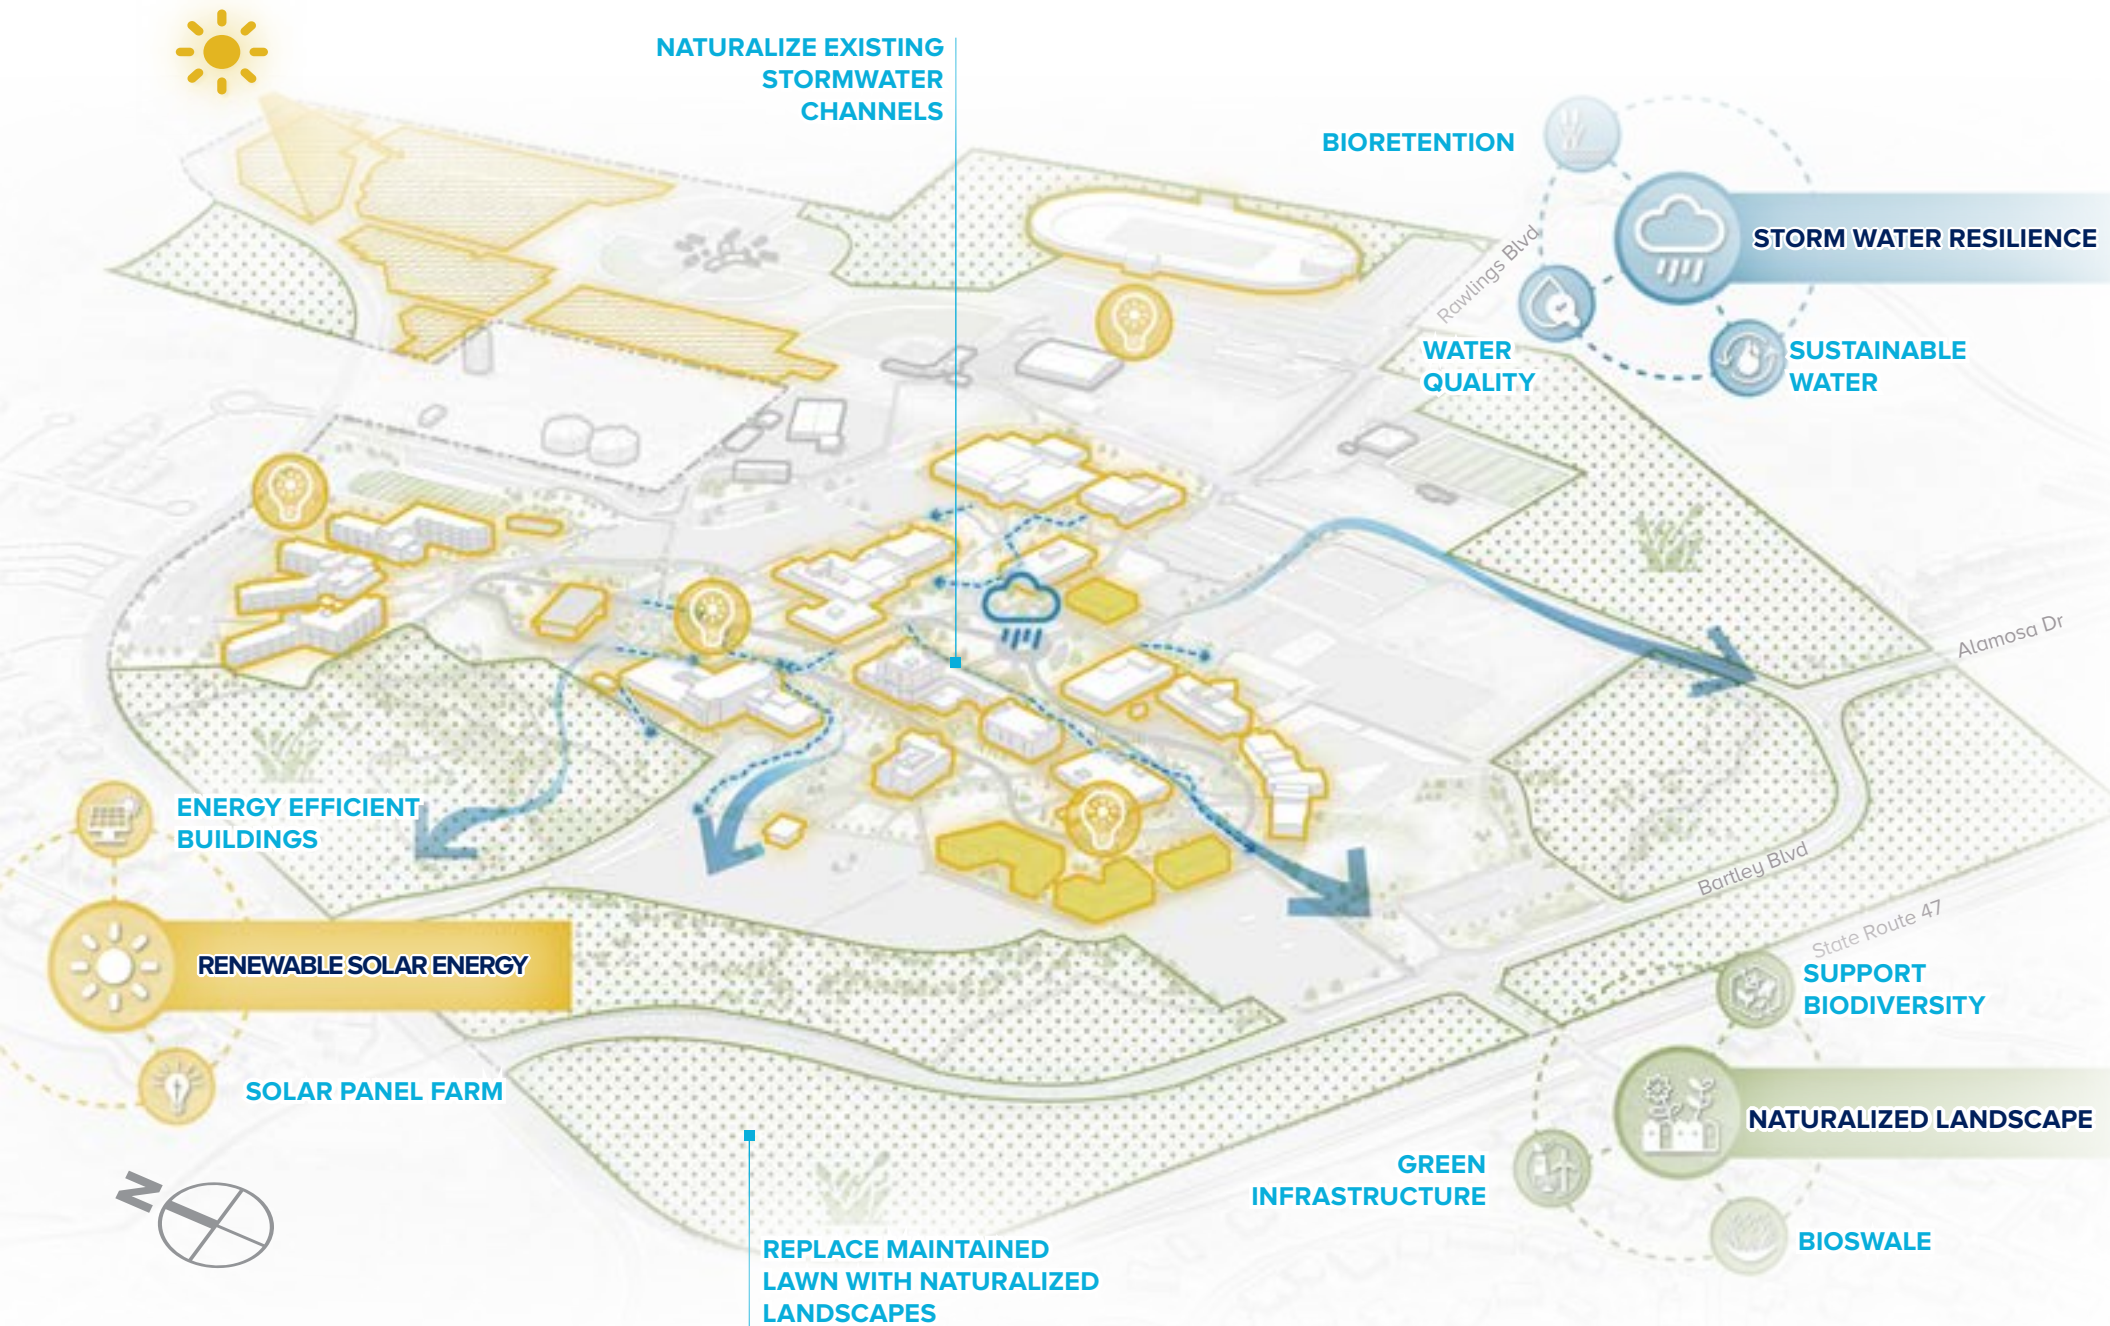 NATURALIZE EXISTING
STORMWATER
CHANNELS
BIORETENTION
STORM WATER RESILIENCE
Rawlings Blvd
WATER
QUALITY
SUSTAINABLE
WATER
Alamosa Dr
ENERGY EFFICIENT
BUILDINGS
Bartley Blvd
State Route 47
RENEWABLE SOLAR ENERGY
SUPPORT
BIODIVERSITY
SOLAR PANEL FARM
NATURALIZED LANDSCAPE
GREEN
INFRASTRUCTURE
N
BIOSWALE
REPLACE MAINTAINED
LAWN WITH NATURALIZED
LANDSCAPES